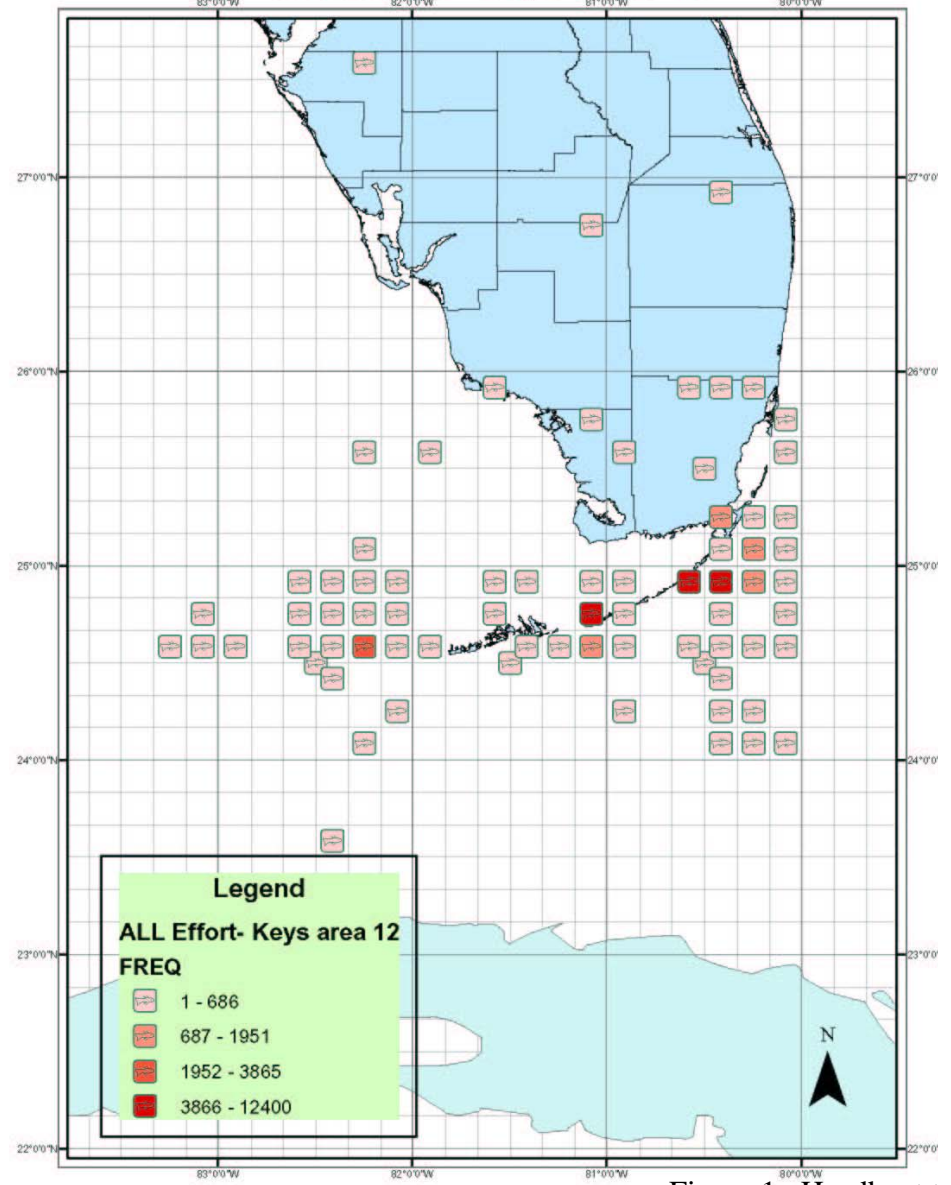 83°0'0"W 82°0'0"W 81°0'0"W 80°0'0"W
27°0'0"N 27°0'0"N
26°0'0"N 26°0'0"N
25°0'0"N 25°0'0"N
24°0'0"N 24°0'0"N
Legend
ALL Effort- Keys area 12
FREQ
1 - 686
687 - 1951
1952 - 3865
3866 - 12400
23°0'0"N 23°0'0"N
N
22°0'0"N 22°0'0"N
83°0'0"W 82°0'0"W 81°0'0"W 80°0'0"W